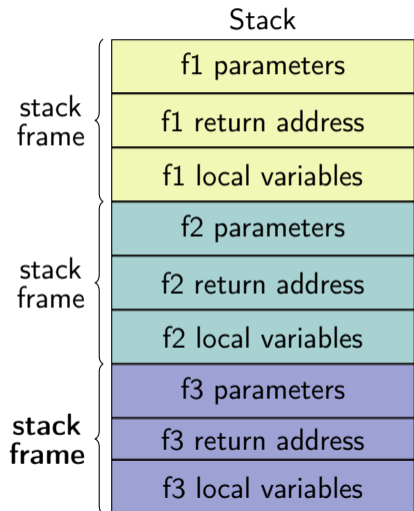 Stack
f1 parameters
stack
frame
f1 return address
f1 local variables
f2 parameters
stack
frame
f2 return address
f2 local variables
f3 parameters
stack
frame
f3 return address
f3 local variables